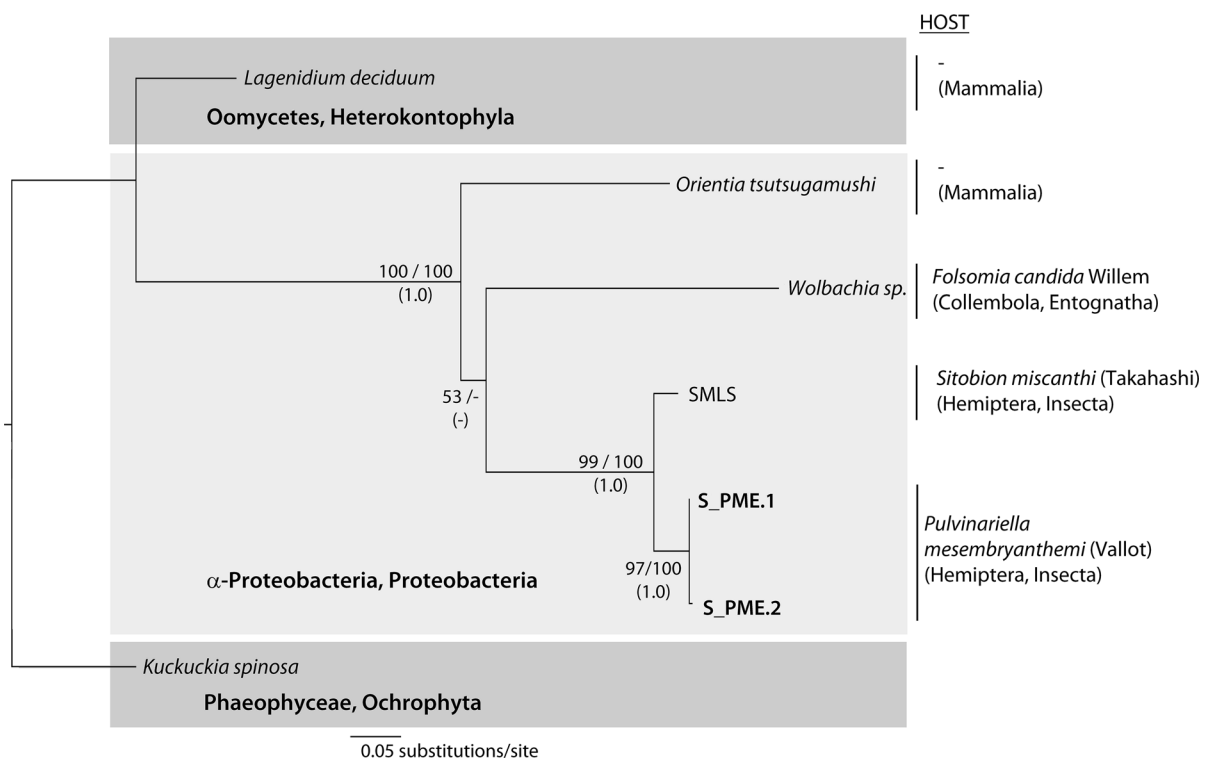 HOST
Lagenidium deciduum
Oomycetes, Heterokontophyla
-
(Mammalia)
Orientia tsutsugamushi
-
(Mammalia)
100 / 100
(1.0)
Wolbachia sp.
Folsomia candida Willem
(Collembola, Entognatha)
53 /-
(-)
SMLS
Sitobion miscanthi (Takahashi)
(Hemiptera, Insecta)
99 / 100
(1.0)
S_PME.1
97/100
(1.0)
S_PME.2
Pulvinariella
mesembryanthemi (Vallot)
(Hemiptera, Insecta)
α-Proteobacteria, Proteobacteria
Kuckuckia spinosa
Phaeophyceae, Ochrophyta
0.05 substitutions/site